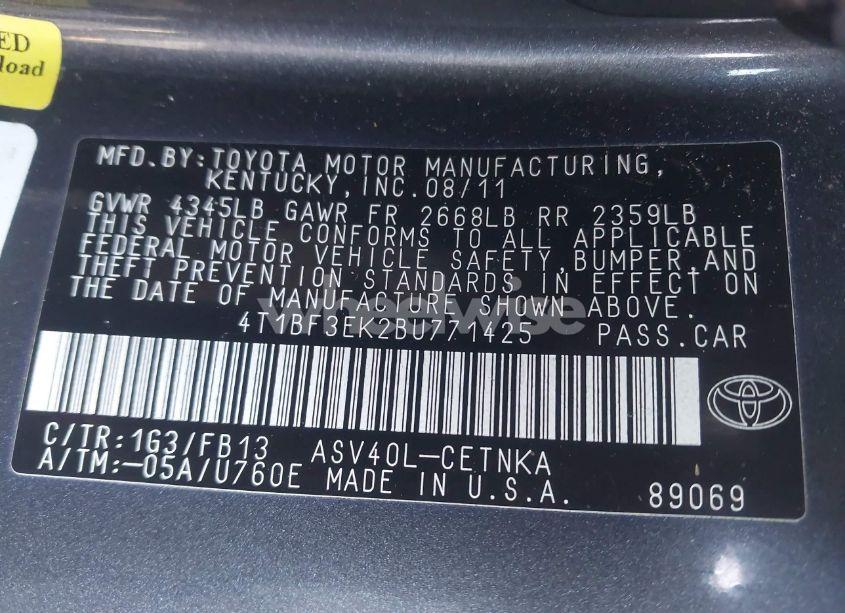 ED
load
MFD.BY:TOYOTA MOTOR MANUFACTURING,
KENTUCKY,INC.08/11
GVWR 4345LB GAWR FR 2668LB RR 2359LB
THIS VEHICLE CONFORMS TO ALL APPLICABLE
FEDERAL MOTOR VEHICLE SAFETY,BUMPER,AND
THEFT PREVENTION STANDARDS IN EFFECT ON
THE DATE OF MANUFACTURE SHOWN ABOVE.
wheelwise
4T1BF3EK2BU771425 PASS.CAR
C/TR:1G3/FB13 ASV40L-CETNKA
A/TM:-05A/U760E MADE IN U.S.A. 89069